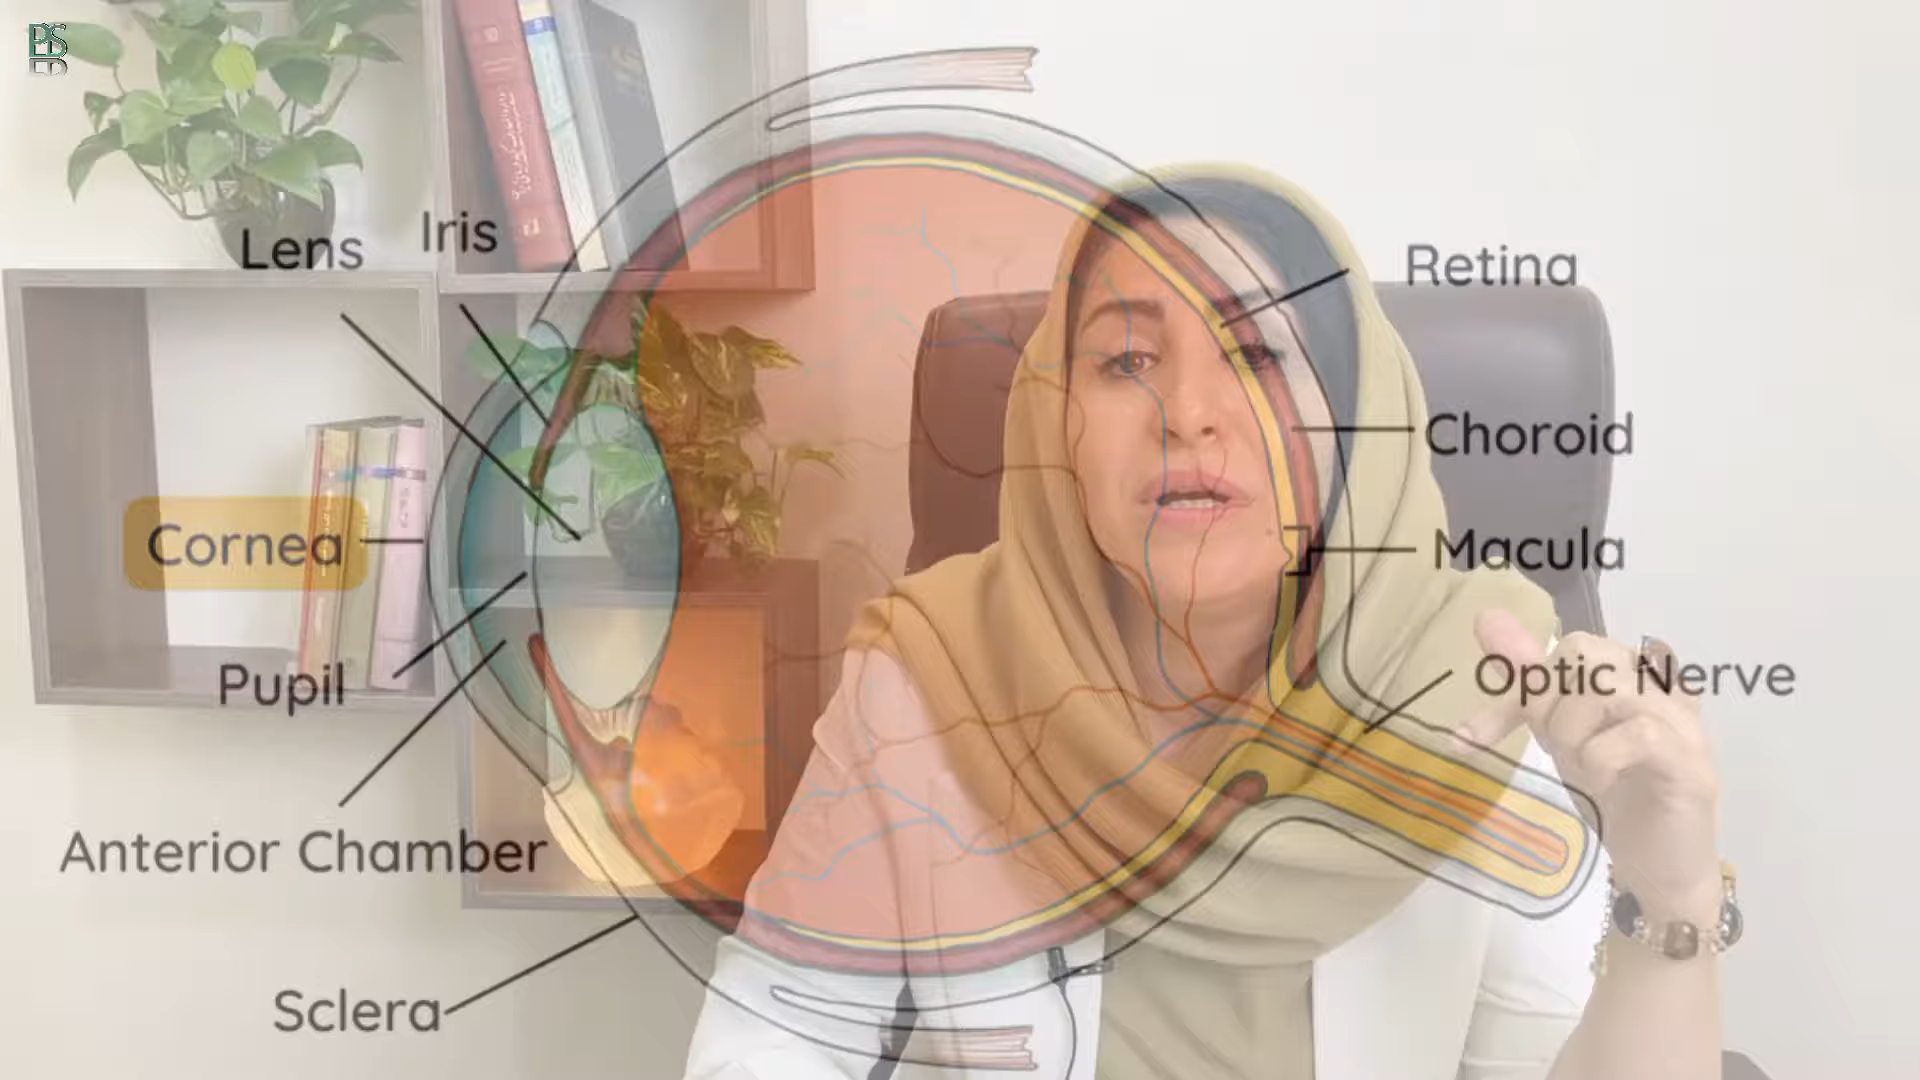 Lens
Iris
Retina
Choroid
Cornea
Macula
Pupil
Optic Nerve
Anterior Chamber
Sclera